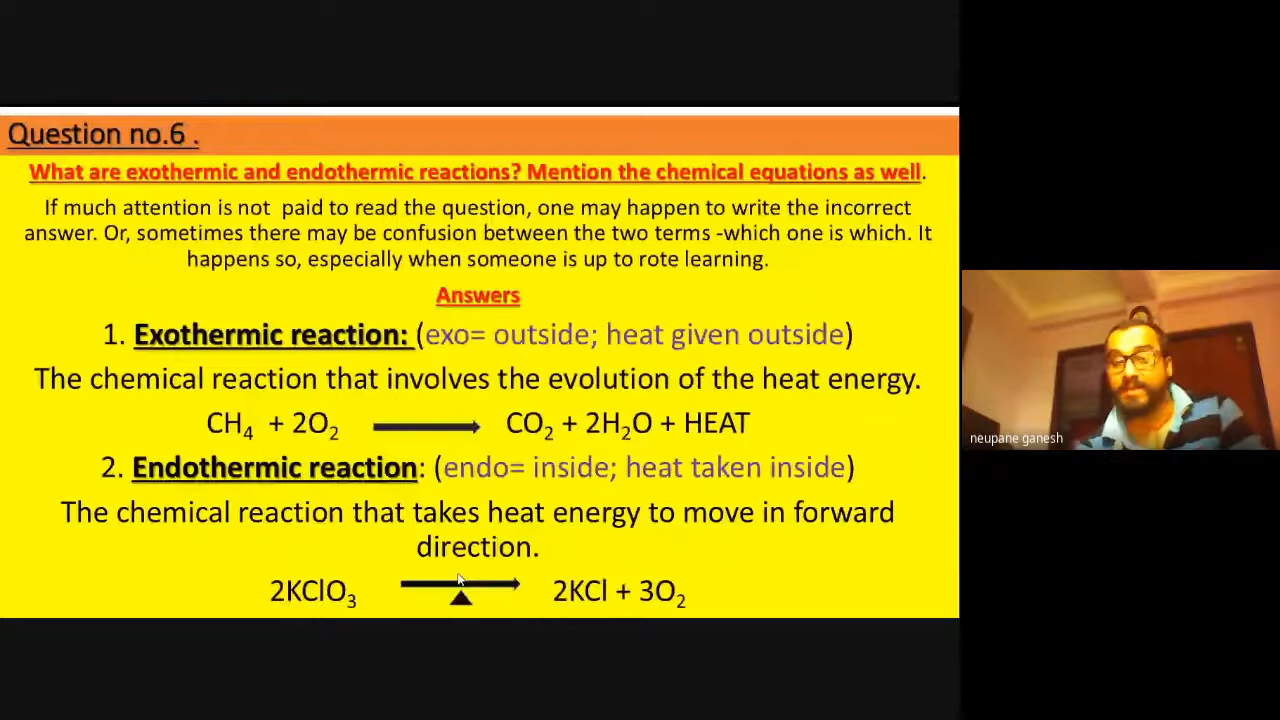 Question no.6 .
What are exothermic and endothermic reactions? Mention the chemical equations as well.
If much attention is not paid to read the question, one may happen to write the incorrect
answer. Or, sometimes there may be confusion between the two terms -which one is which. It
happens so, especially when someone is up to rote learning.
Answers
1. Exothermic reaction: (exo= outside; heat given outside)
The chemical reaction that involves the evolution of the heat energy.
CH₄ + 2O₂ → CO₂ + 2H₂O + HEAT
2. Endothermic reaction: (endo= inside; heat taken inside)
neupane ganesh
The chemical reaction that takes heat energy to move in forward
direction.
2KClO₃ → 2KCl + 3O₂